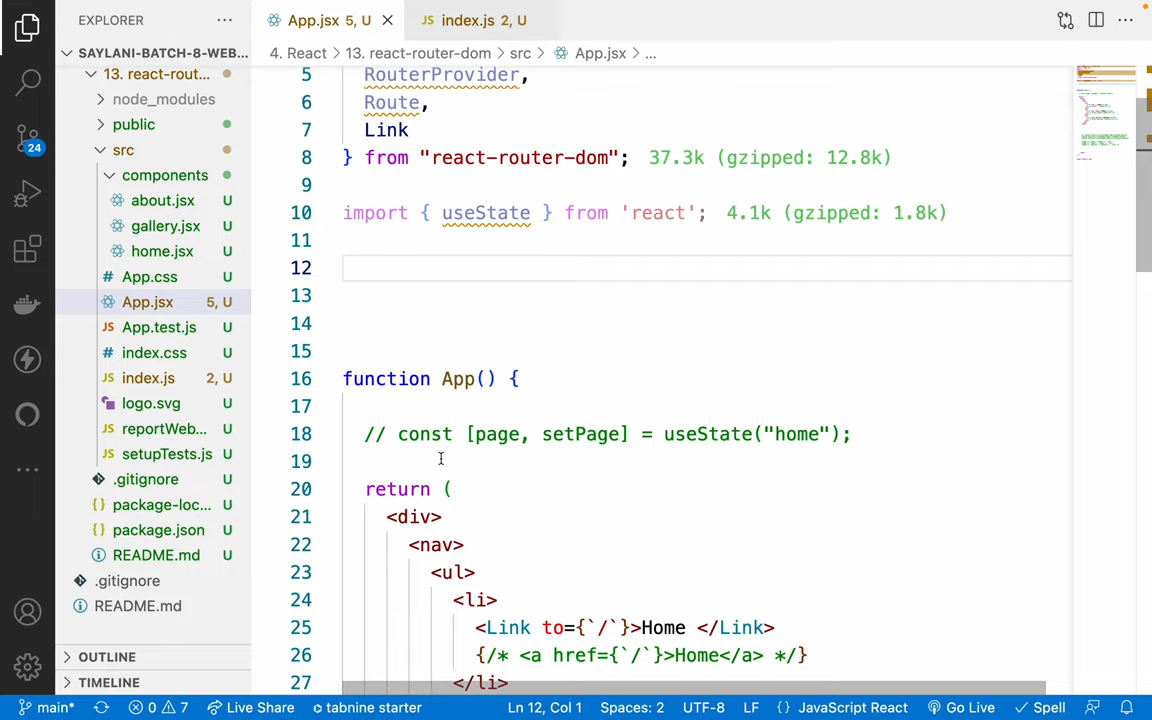 EXPLORER
SAYLANI-BATCH-8-WEB...
13. react-rout...
node_modules
public
src
components
about.jsx U
gallery.jsx U
home.jsx U
# App.css U
App.jsx 5, U
JS App.test.js U
# index.css U
JS index.js 2, U
logo.svg U
JS reportWeb... U
JS setupTests.js U
.gitignore U
{} package-loc... U
{} package.json U
README.md U
.gitignore
README.md
OUTLINE
TIMELINE
24
App.jsx 5, U
JS index.js 2, U
4. React > 13. react-router-dom > src > App.jsx > ...
5 RouterProvider,
6 Route,
7 Link
8 } from "react-router-dom"; 37.3k (gzipped: 12.8k)
9
10 import { useState } from 'react'; 4.1k (gzipped: 1.8k)
11
12
13
14
15
16 function App() {
17
18 // const [page, setPage] = useState("home");
19
20 return (
21 <div>
22 <nav>
23 <ul>
24 <li>
25 <Link to={`/`}>Home </Link>
26 {/* <a href={`/`}>Home</a> */}
27 </li>
main* 0 7 Live Share tabnine starter Ln 12, Col 1 Spaces: 2 UTF-8 LF {} JavaScript React Go Live Spell